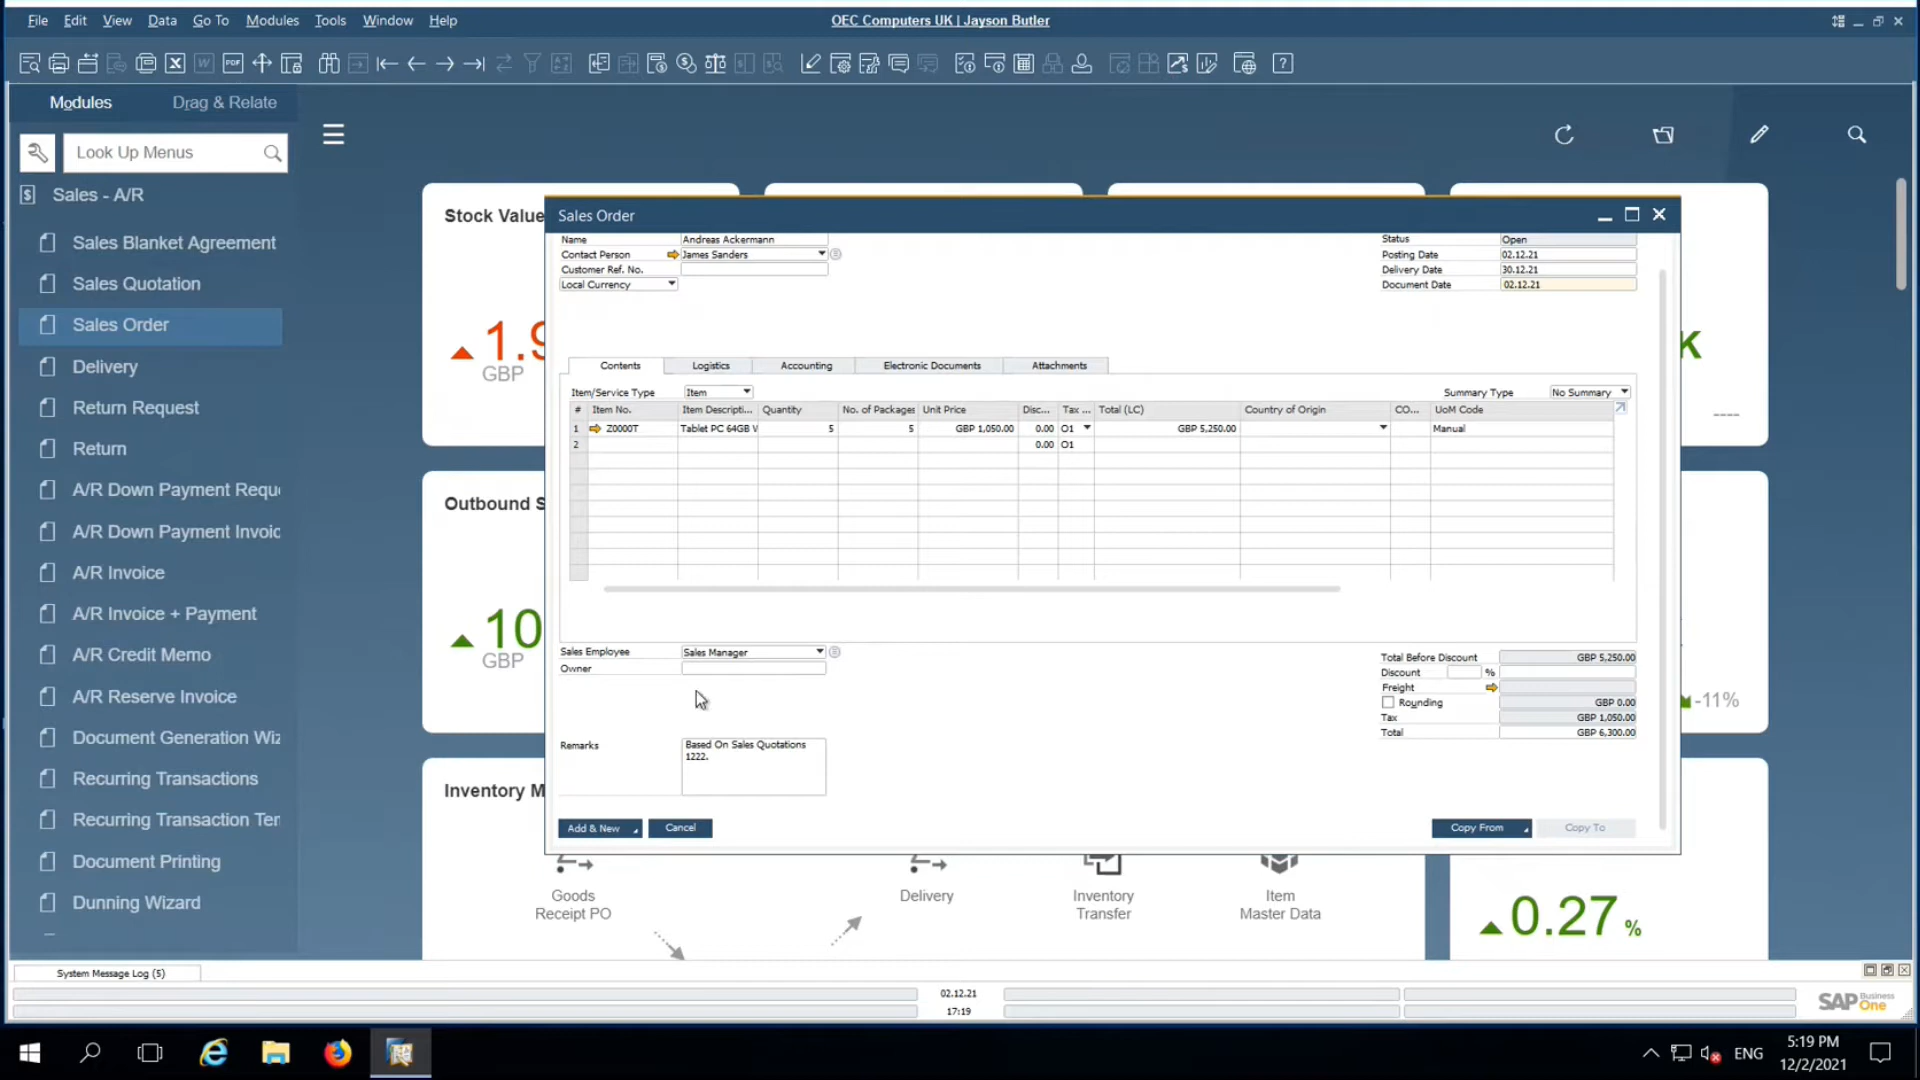 File Edit View Data Go To Modules Tools Window Help
OEC Computers UK | Jayson Butler
Modules Drag & Relate
Look Up Menus
Sales - A/R
Sales Blanket Agreement
Sales Quotation
Sales Order
Delivery
Return Request
Return
A/R Down Payment Requ
A/R Down Payment Invoic
A/R Invoice
A/R Invoice + Payment
A/R Credit Memo
A/R Reserve Invoice
Document Generation Wiz
Recurring Transactions
Recurring Transaction Ter
Document Printing
Dunning Wizard
Stock Value
1.9
GBP
K
----
Outbound S
10
GBP
-11%
Inventory M
Goods
Receipt PO
Delivery
Inventory
Transfer
Item
Master Data
0.27 %
Sales Order
Name Andreas Ackermann
Contact Person James Sanders
Customer Ref. No.
Local Currency
Status Open
Posting Date 02.12.21
Delivery Date 30.12.21
Document Date 02.12.21
Contents Logistics Accounting Electronic Documents Attachments
Item/Service Type Item Summary Type No Summary
# Item No. Item Descripti... Quantity No. of Packages Unit Price Disc... Tax ... Total (LC) Country of Origin CO... UoM Code
1 Z0000T Tablet PC 64GB V 5 5 GBP 1,050.00 0.00 O1 GBP 5,250.00 Manual
2 0.00 O1
Sales Employee Sales Manager
Owner
Remarks Based On Sales Quotations
1222.
Total Before Discount GBP 5,250.00
Discount %
Freight
Rounding GBP 0.00
Tax GBP 1,050.00
Total GBP 6,300.00
Add & New Cancel Copy From Copy To
System Message Log (5)
02.12.21
17:19
SAP Business One
ENG
5:19 PM
12/2/2021